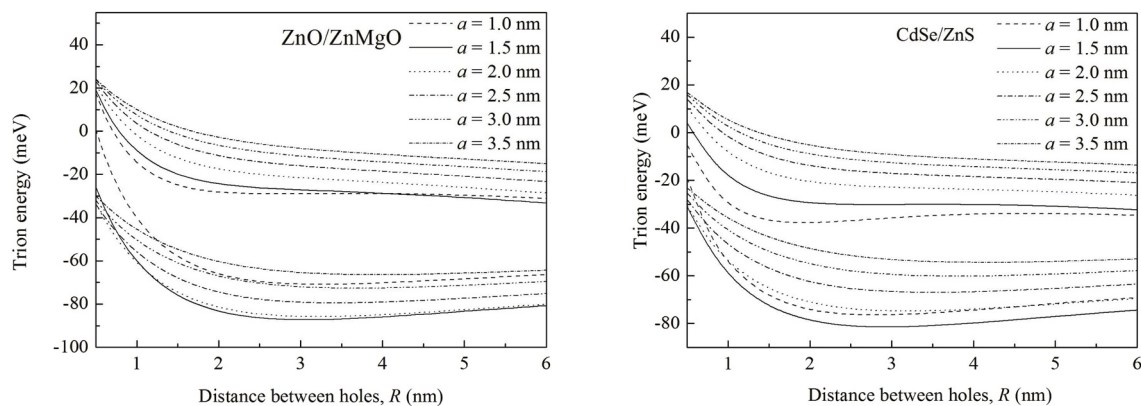 ZnO/ZnMgO
a = 1.0 nm
a = 1.5 nm
a = 2.0 nm
a = 2.5 nm
a = 3.0 nm
a = 3.5 nm
Trion energy (meV)
40
20
0
-20
-40
-60
-80
-100
1
2
3
4
5
6
Distance between holes, R (nm)
CdSe/ZnS
a = 1.0 nm
a = 1.5 nm
a = 2.0 nm
a = 2.5 nm
a = 3.0 nm
a = 3.5 nm
Trion energy (meV)
40
20
0
-20
-40
-60
-80
1
2
3
4
5
6
Distance between holes, R (nm)